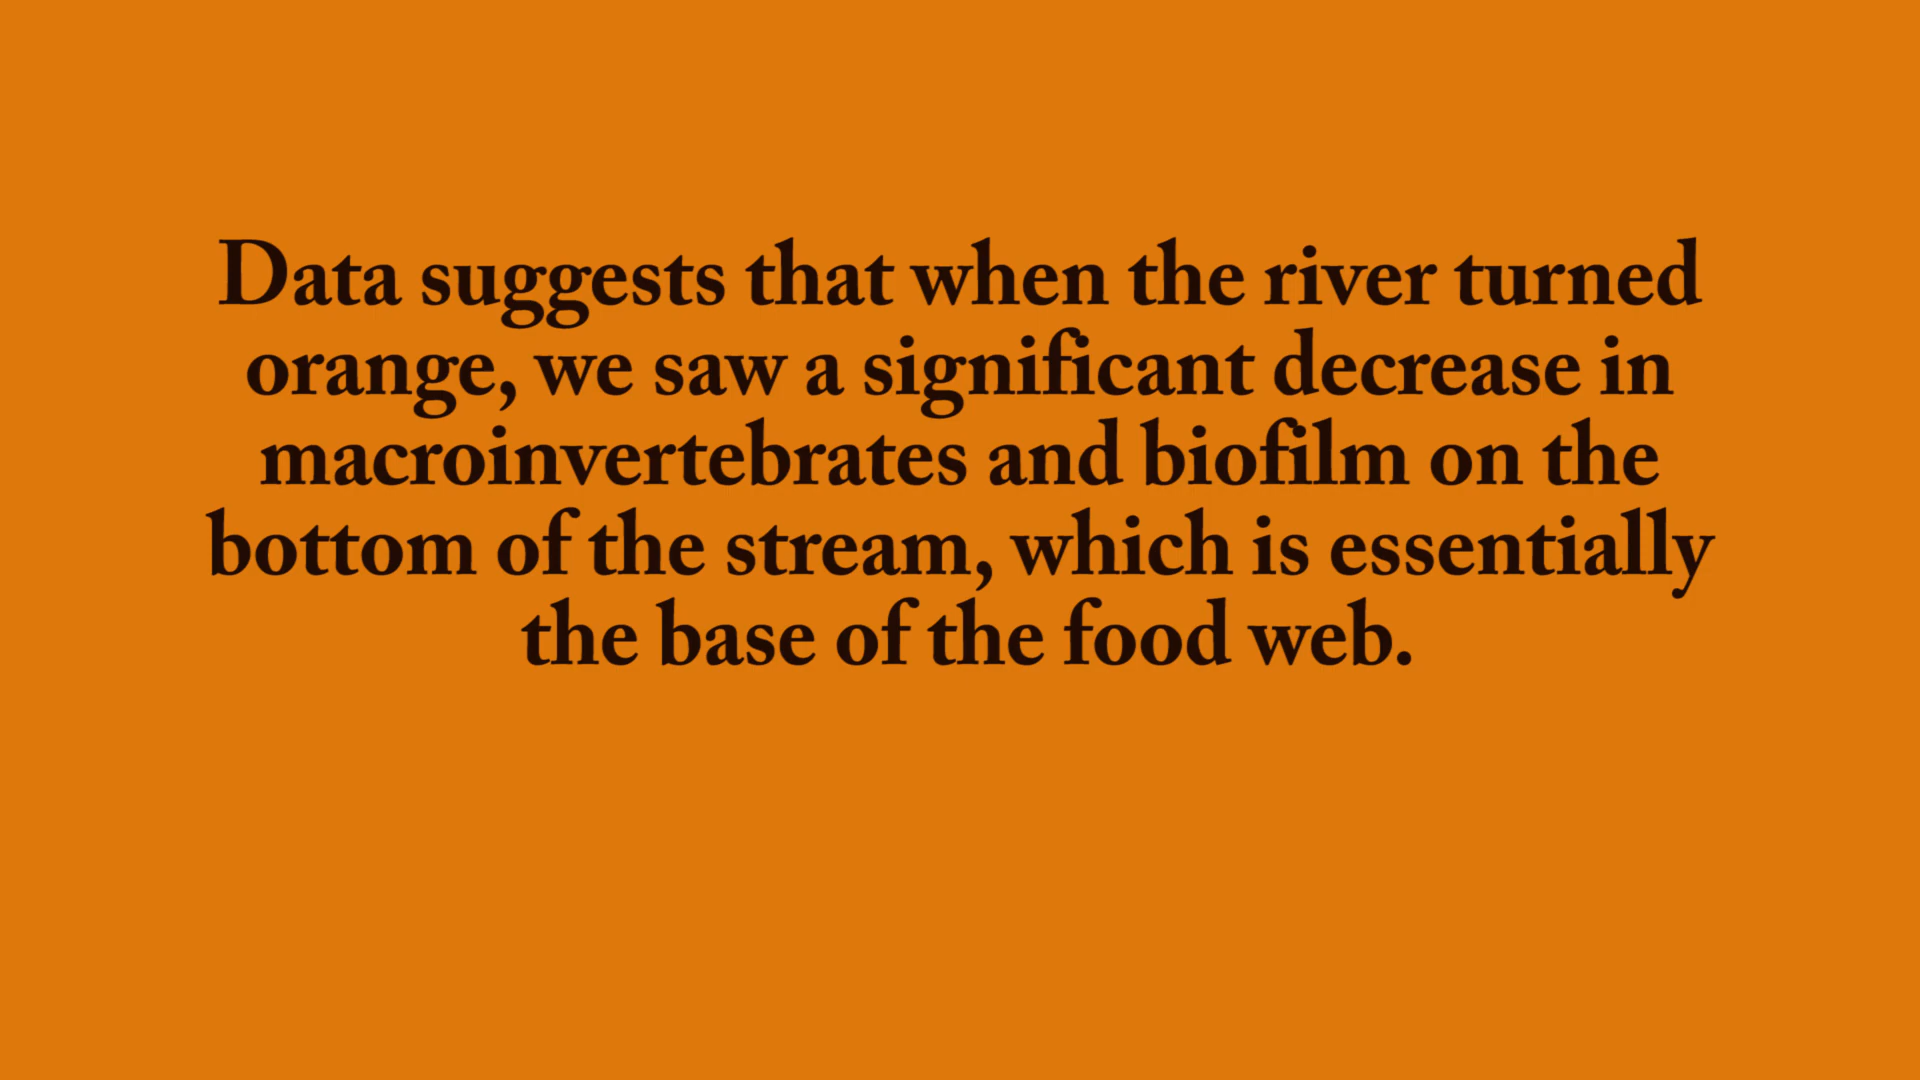 Data suggests that when the river turned
orange, we saw a significant decrease in
macroinvertebrates and biofilm on the
bottom of the stream, which is essentially
the base of the food web.